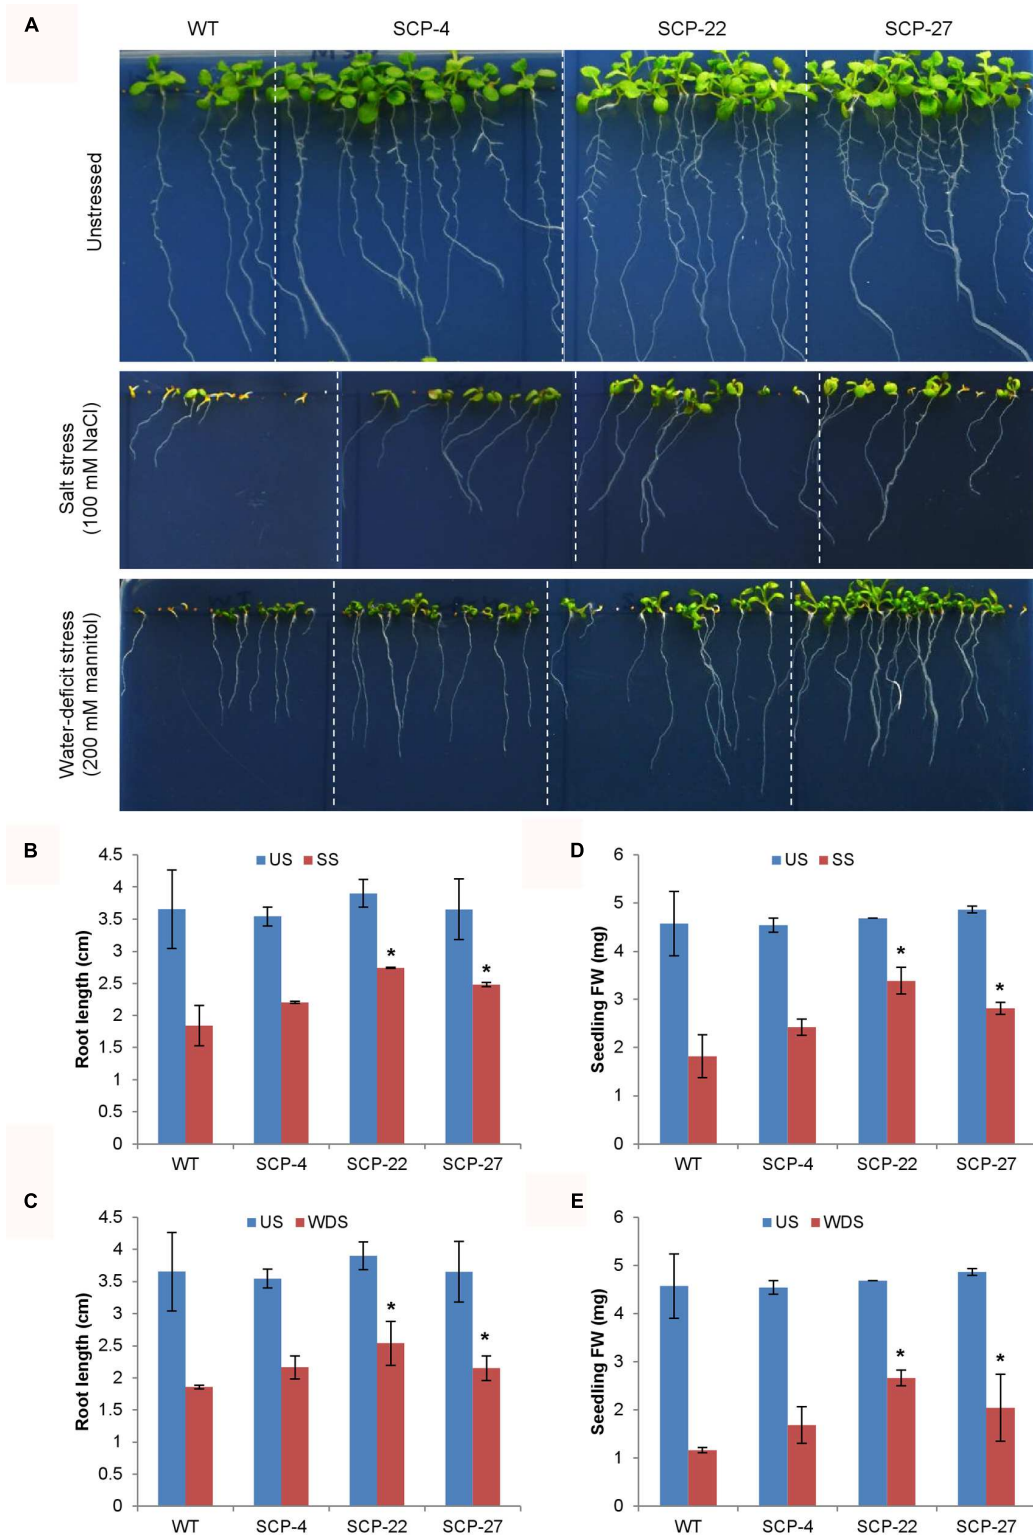 A
WT SCP-4 SCP-22 SCP-27
Unstressed
Salt stress
(100 mM NaCl)
Water-deficit stress
(200 mM mannitol)
B
US SS
Root length (cm)
4.5
4
3.5
3
2.5
2
1.5
1
0.5
0
* *
WT SCP-4 SCP-22 SCP-27
D
US SS
Seedling FW (mg)
6
5
4
3
2
1
0
* *
WT SCP-4 SCP-22 SCP-27
C
US WDS
Root length (cm)
4.5
4
3.5
3
2.5
2
1.5
1
0.5
0
* *
WT SCP-4 SCP-22 SCP-27
E
US WDS
Seedling FW (mg)
6
5
4
3
2
1
0
* *
WT SCP-4 SCP-22 SCP-27